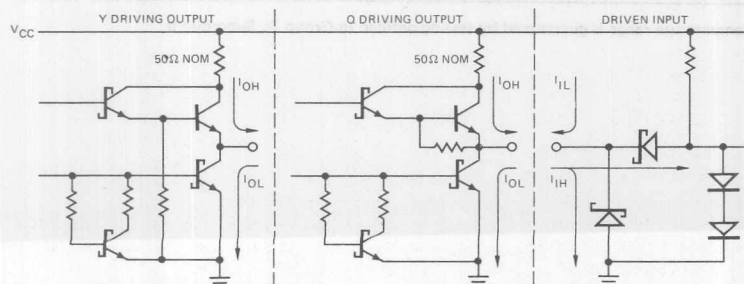 Y DRIVING OUTPUT
Q DRIVING OUTPUT
DRIVEN INPUT
VCC
50Ω NOM
IOH
50Ω NOM
IOH
IIL
IOL
IOL
IIH